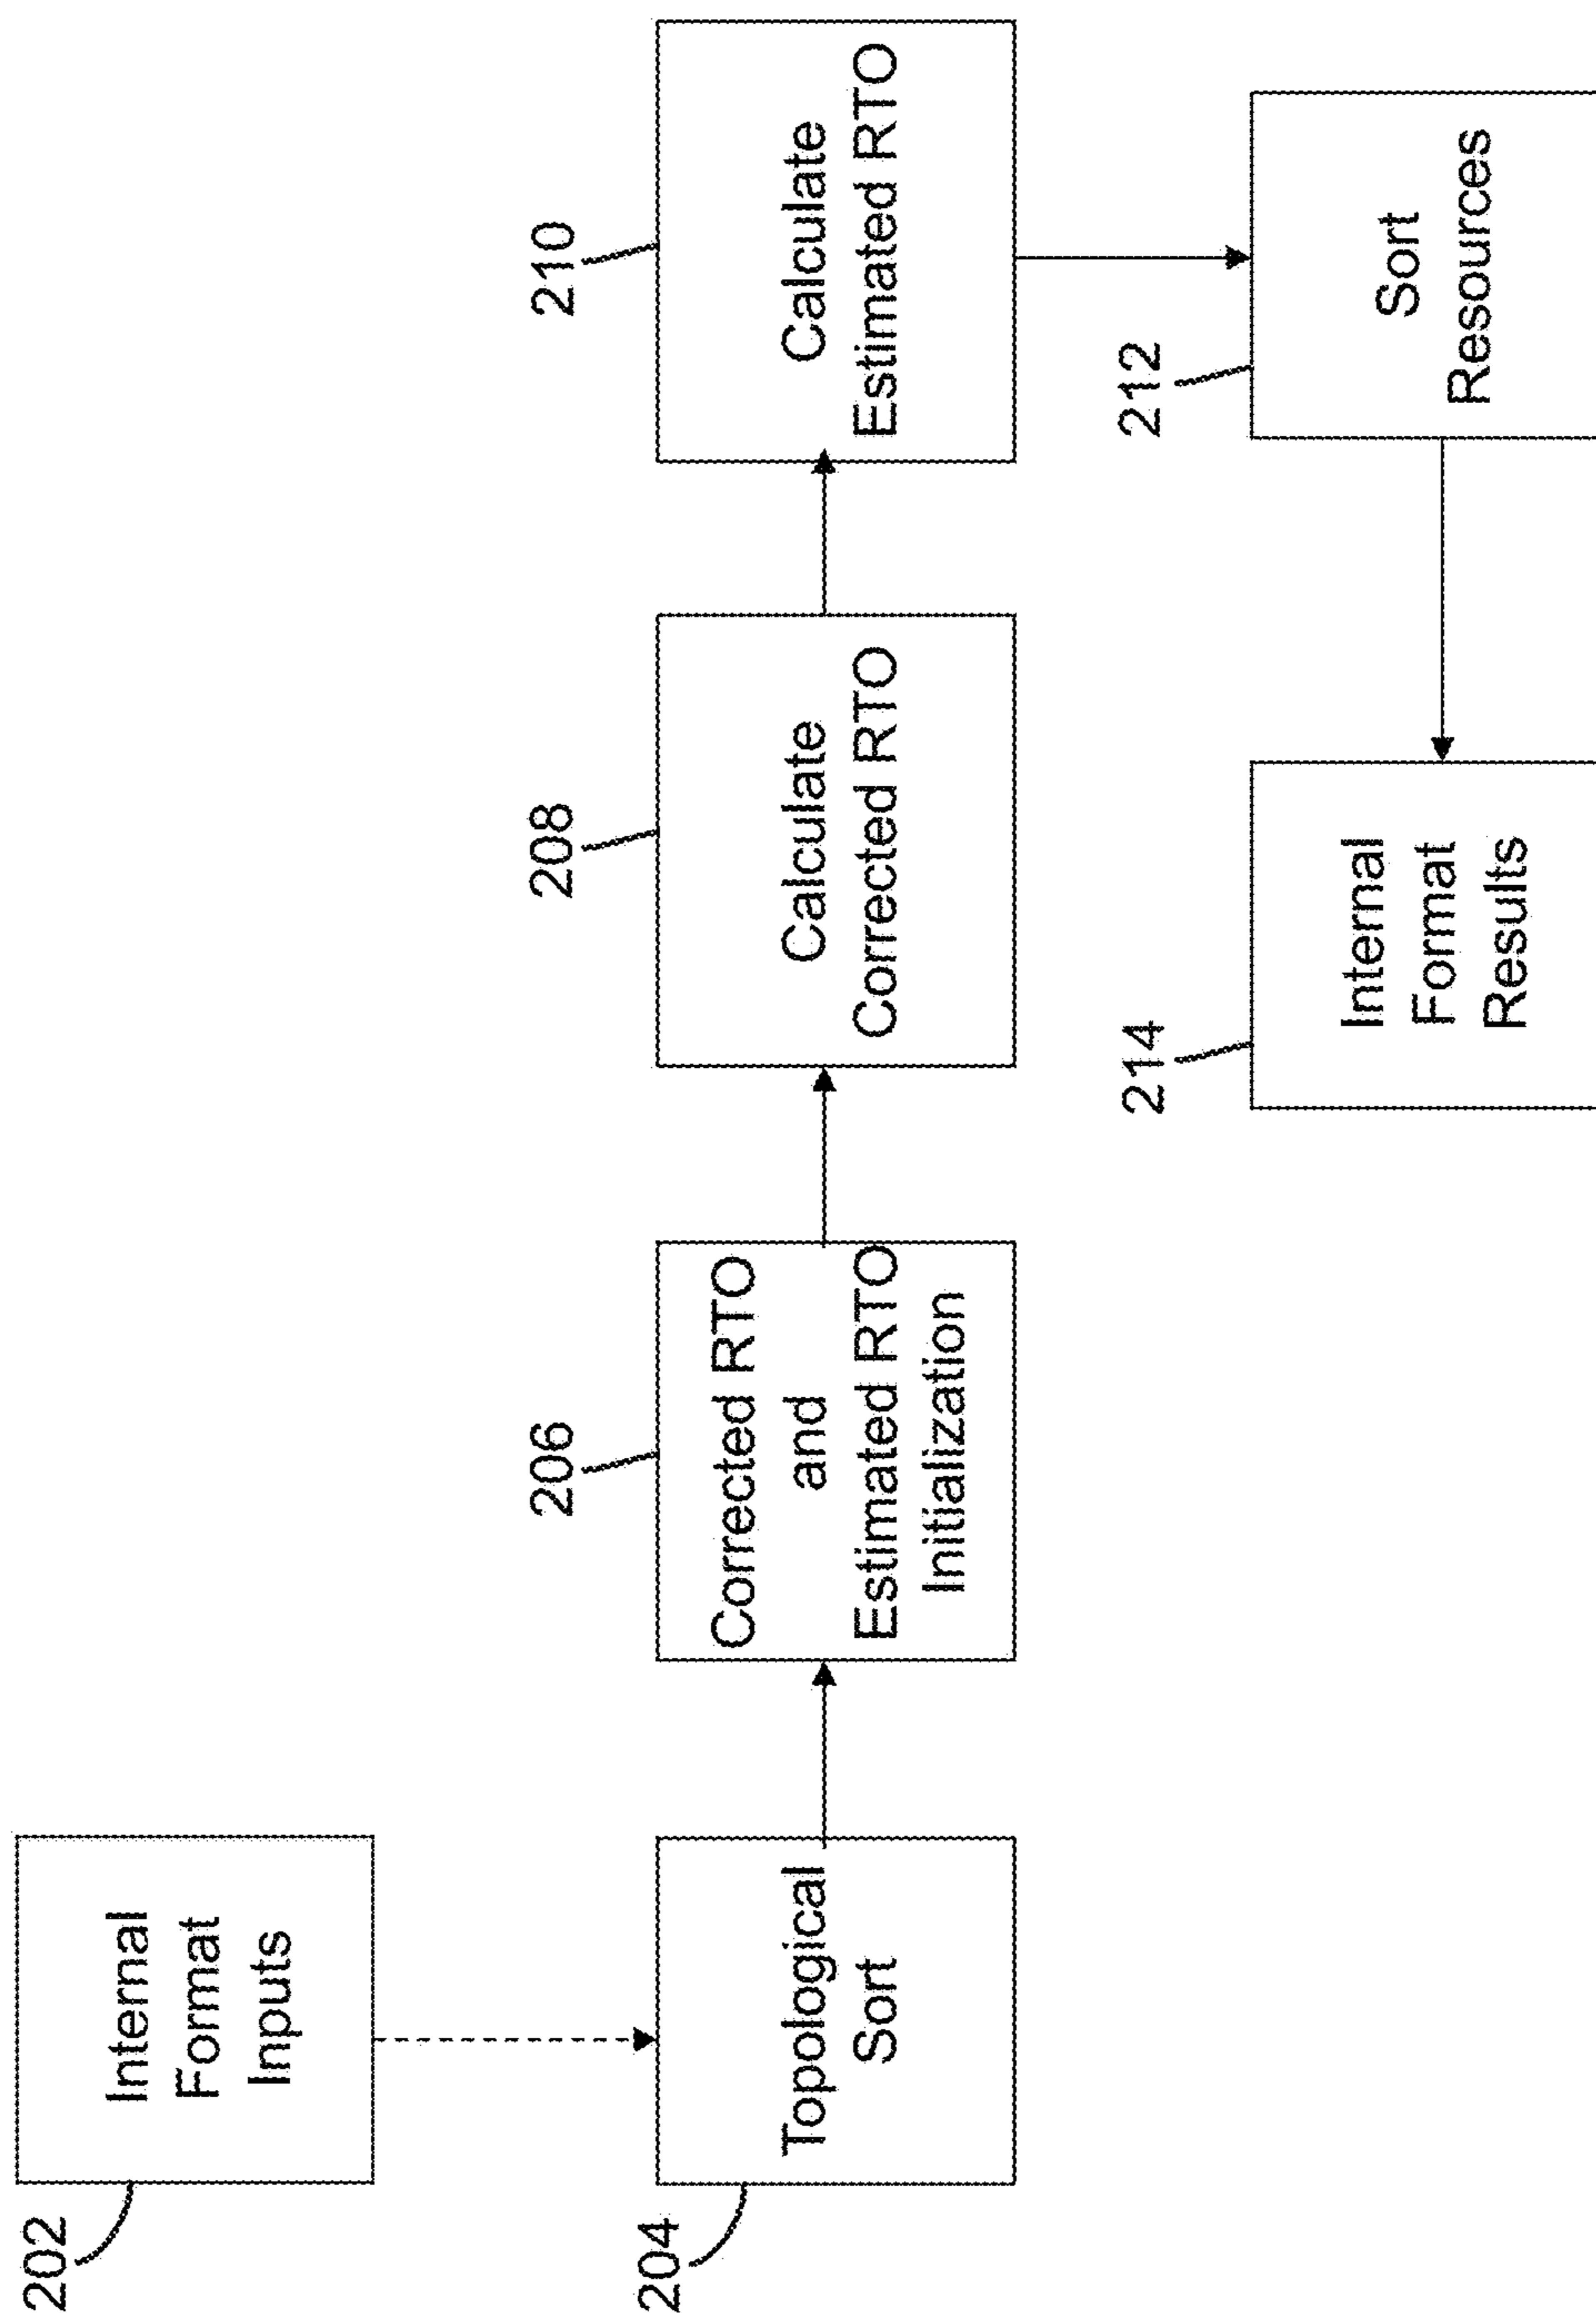 202
Internal
Format
Inputs
204
Topological
Sort
206
Corrected RTO
and
Estimated RTO
Initialization
208
Calculate
Corrected RTO
210
Calculate
Estimated RTO
212
Sort
Resources
214
Internal
Format
Results